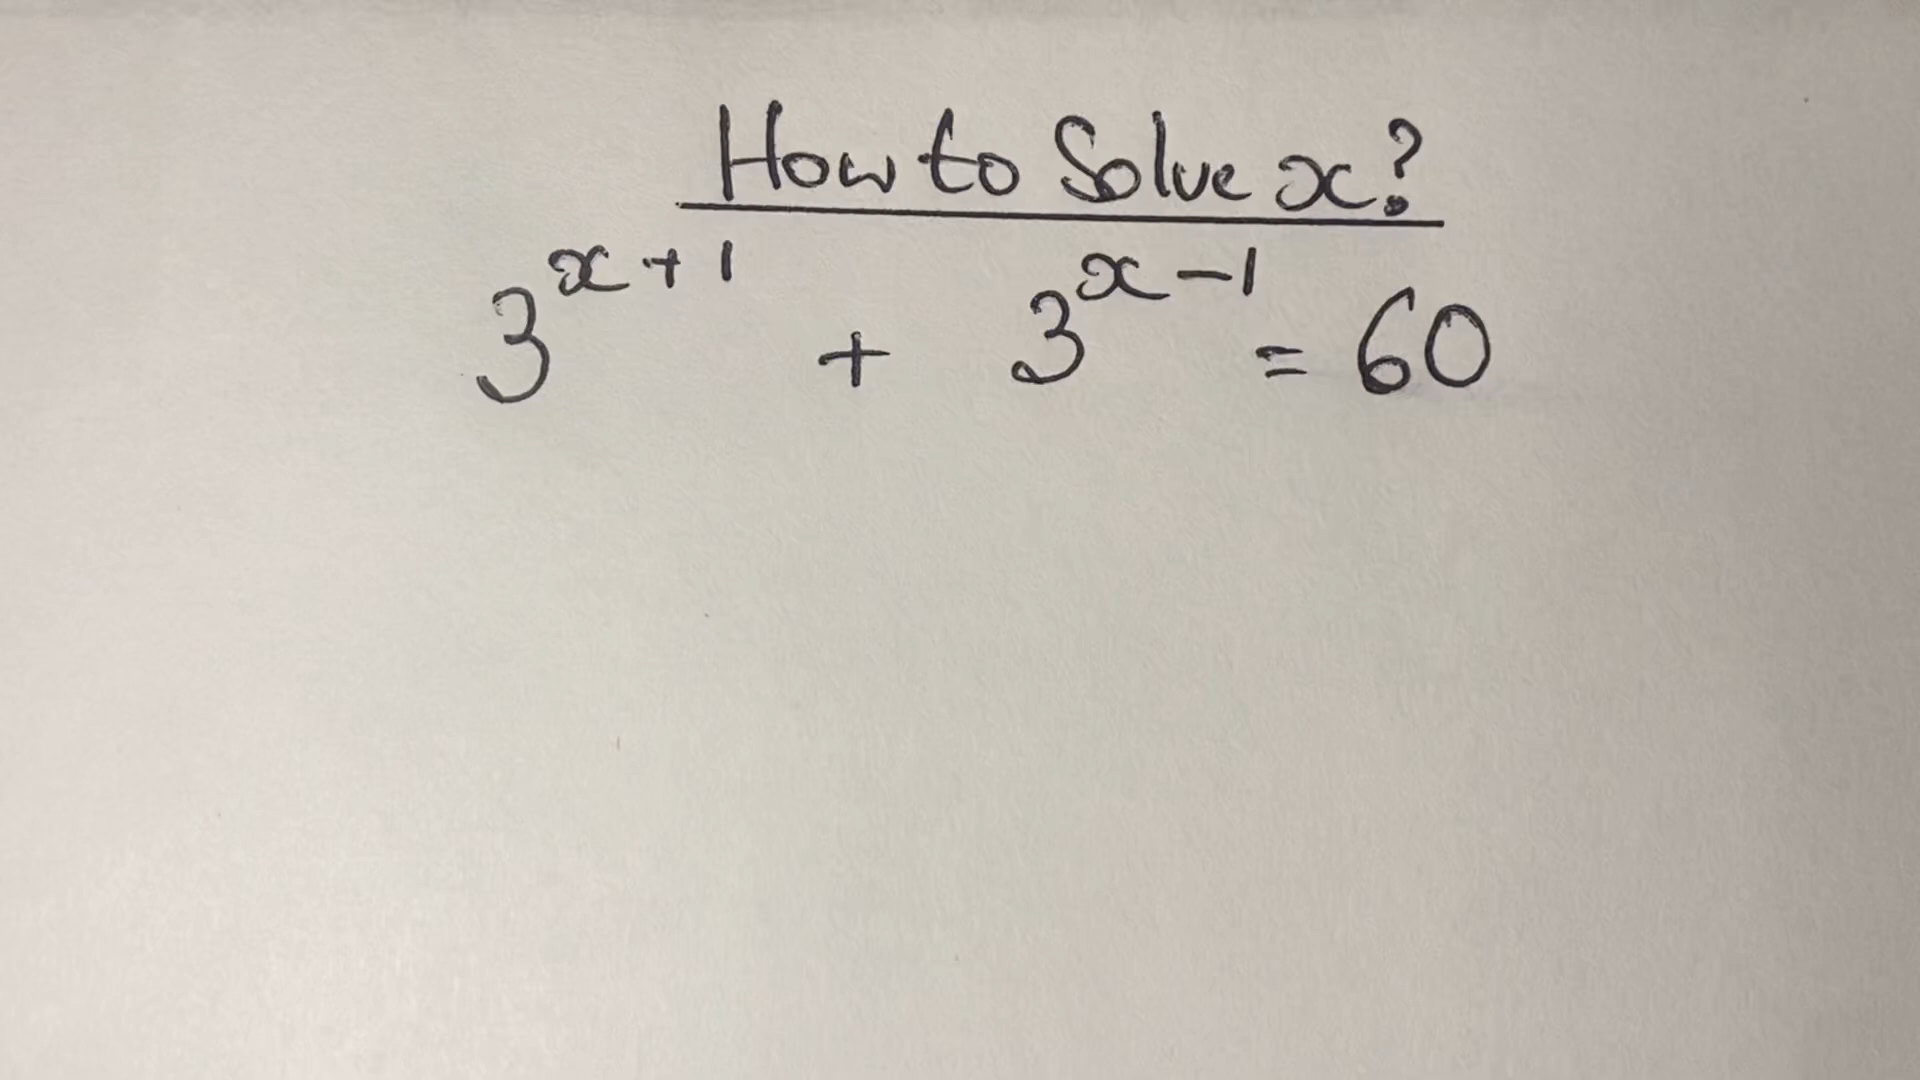 How to Solve x?
3^{x+1} + 3^{x-1} = 60